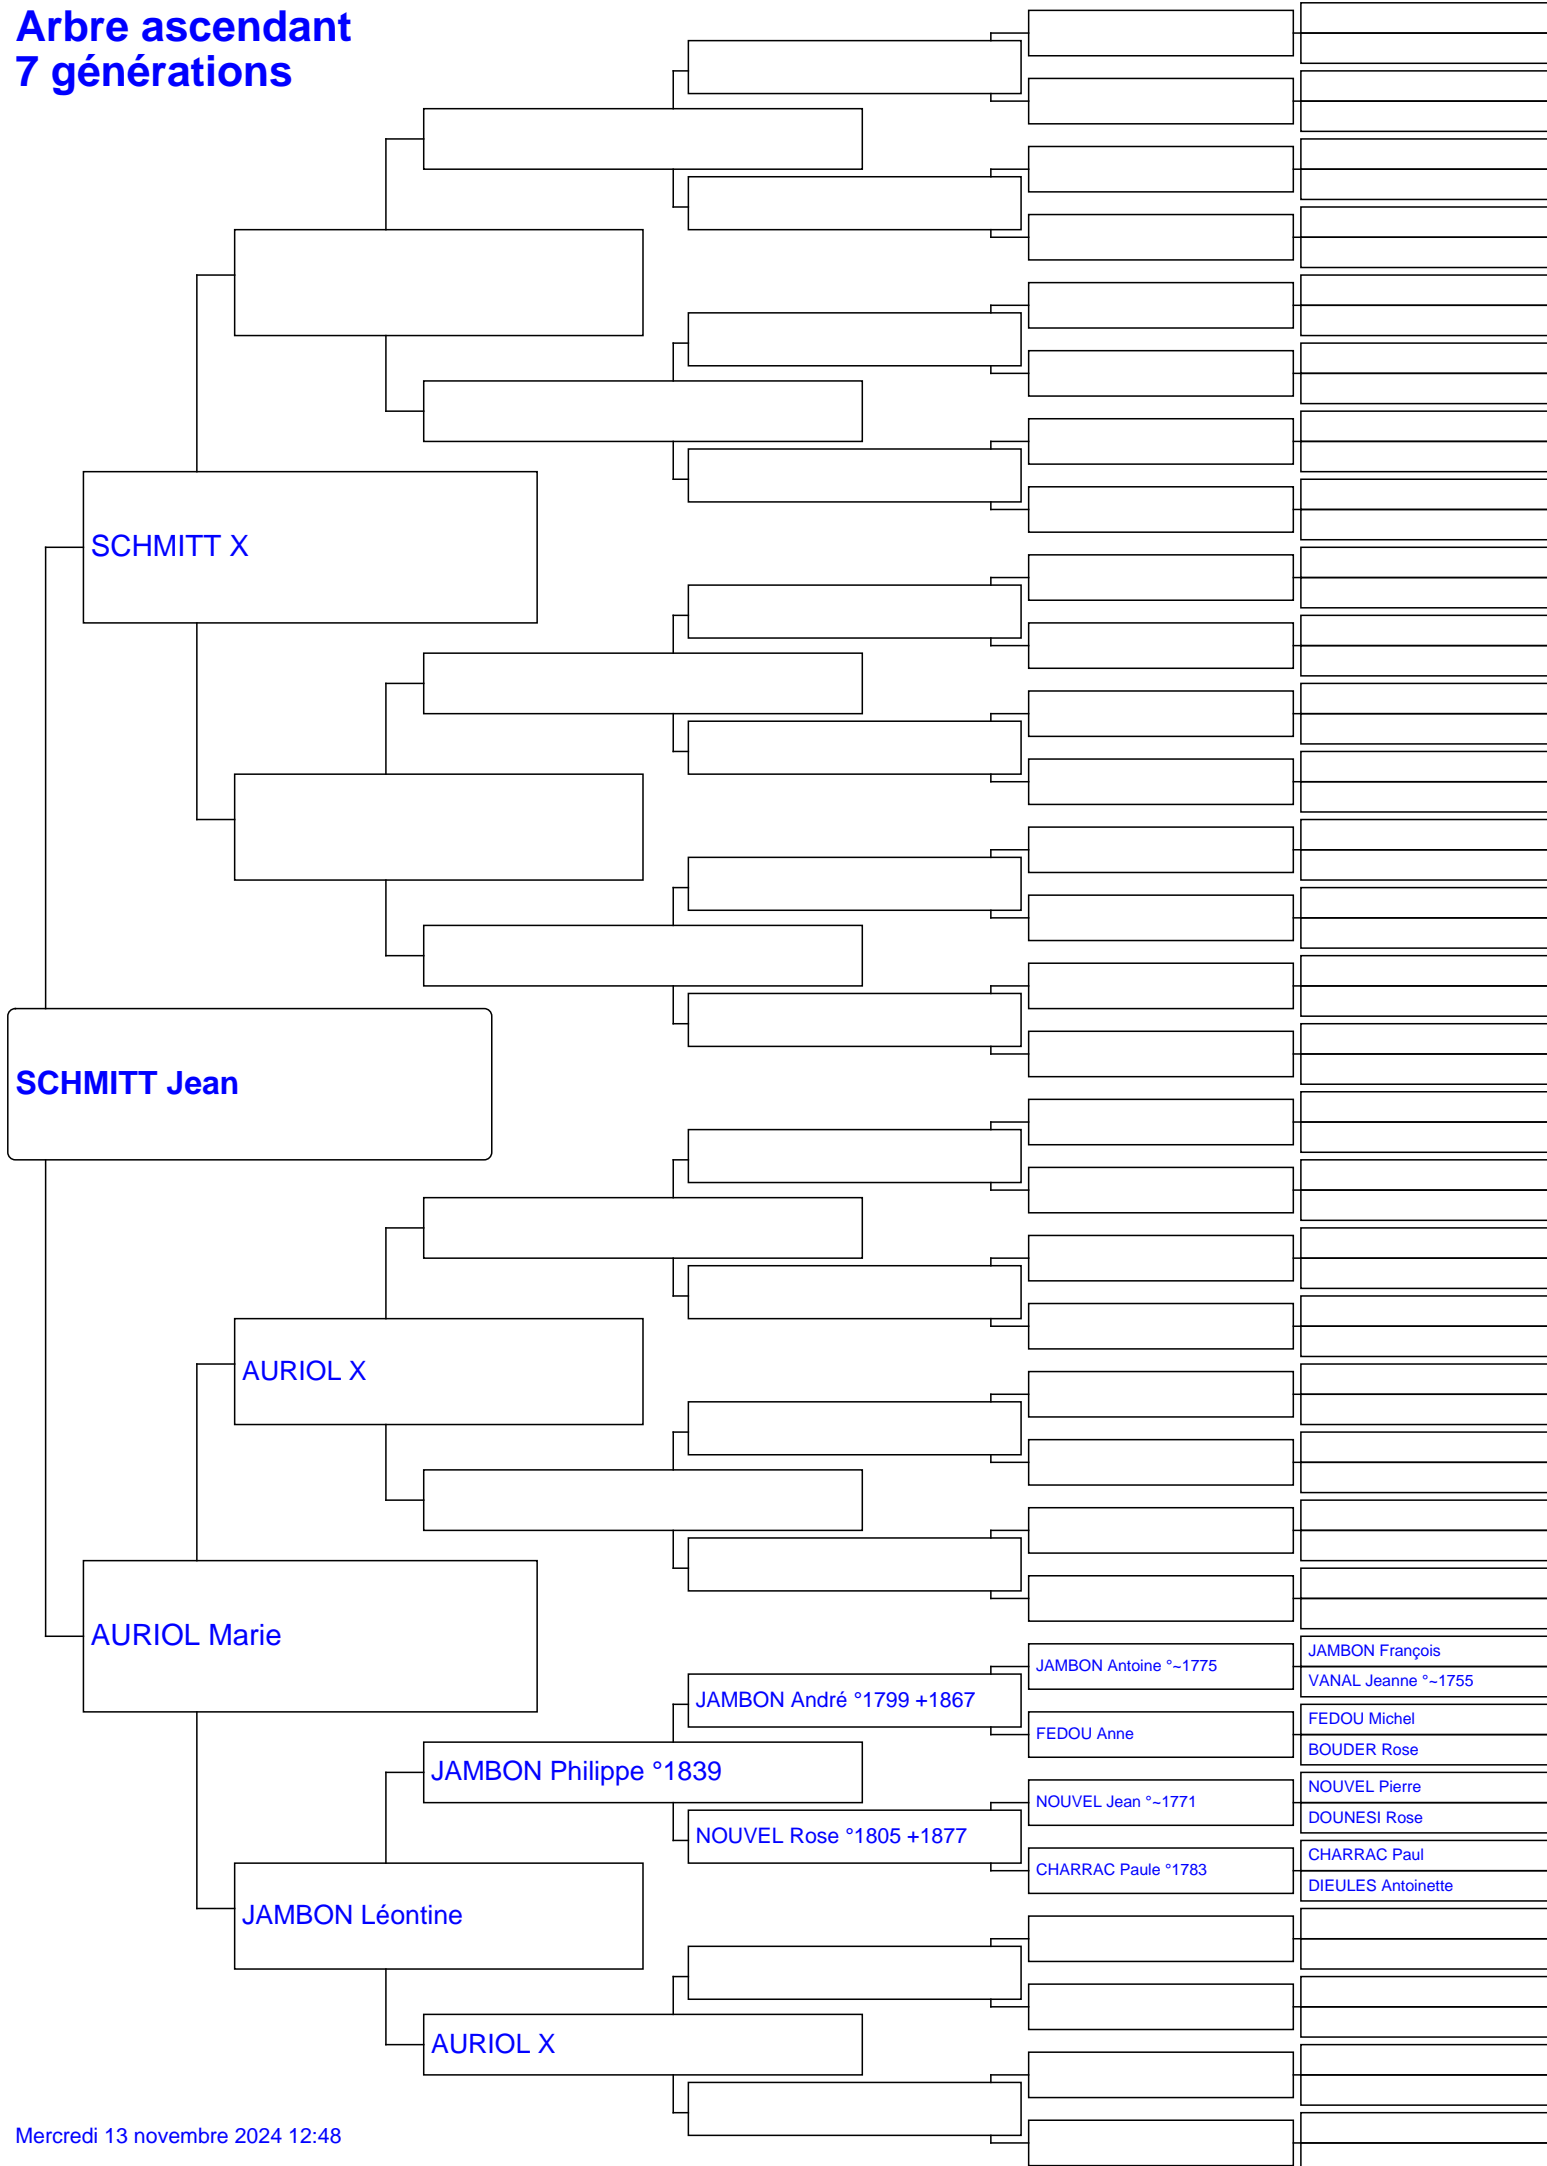 Arbre ascendant
7 générations
SCHMITT X
SCHMITT Jean
AURIOL X
AURIOL Marie
JAMBON Antoine °~1775
JAMBON François
VANAL Jeanne °~1755
JAMBON André °1799 +1867
FEDOU Anne
FEDOU Michel
BOUDER Rose
JAMBON Philippe °1839
NOUVEL Jean °~1771
NOUVEL Pierre
DOUNESI Rose
NOUVEL Rose °1805 +1877
CHARRAC Paule °1783
CHARRAC Paul
DIEULES Antoinette
JAMBON Léontine
AURIOL X
Mercredi 13 novembre 2024 12:48